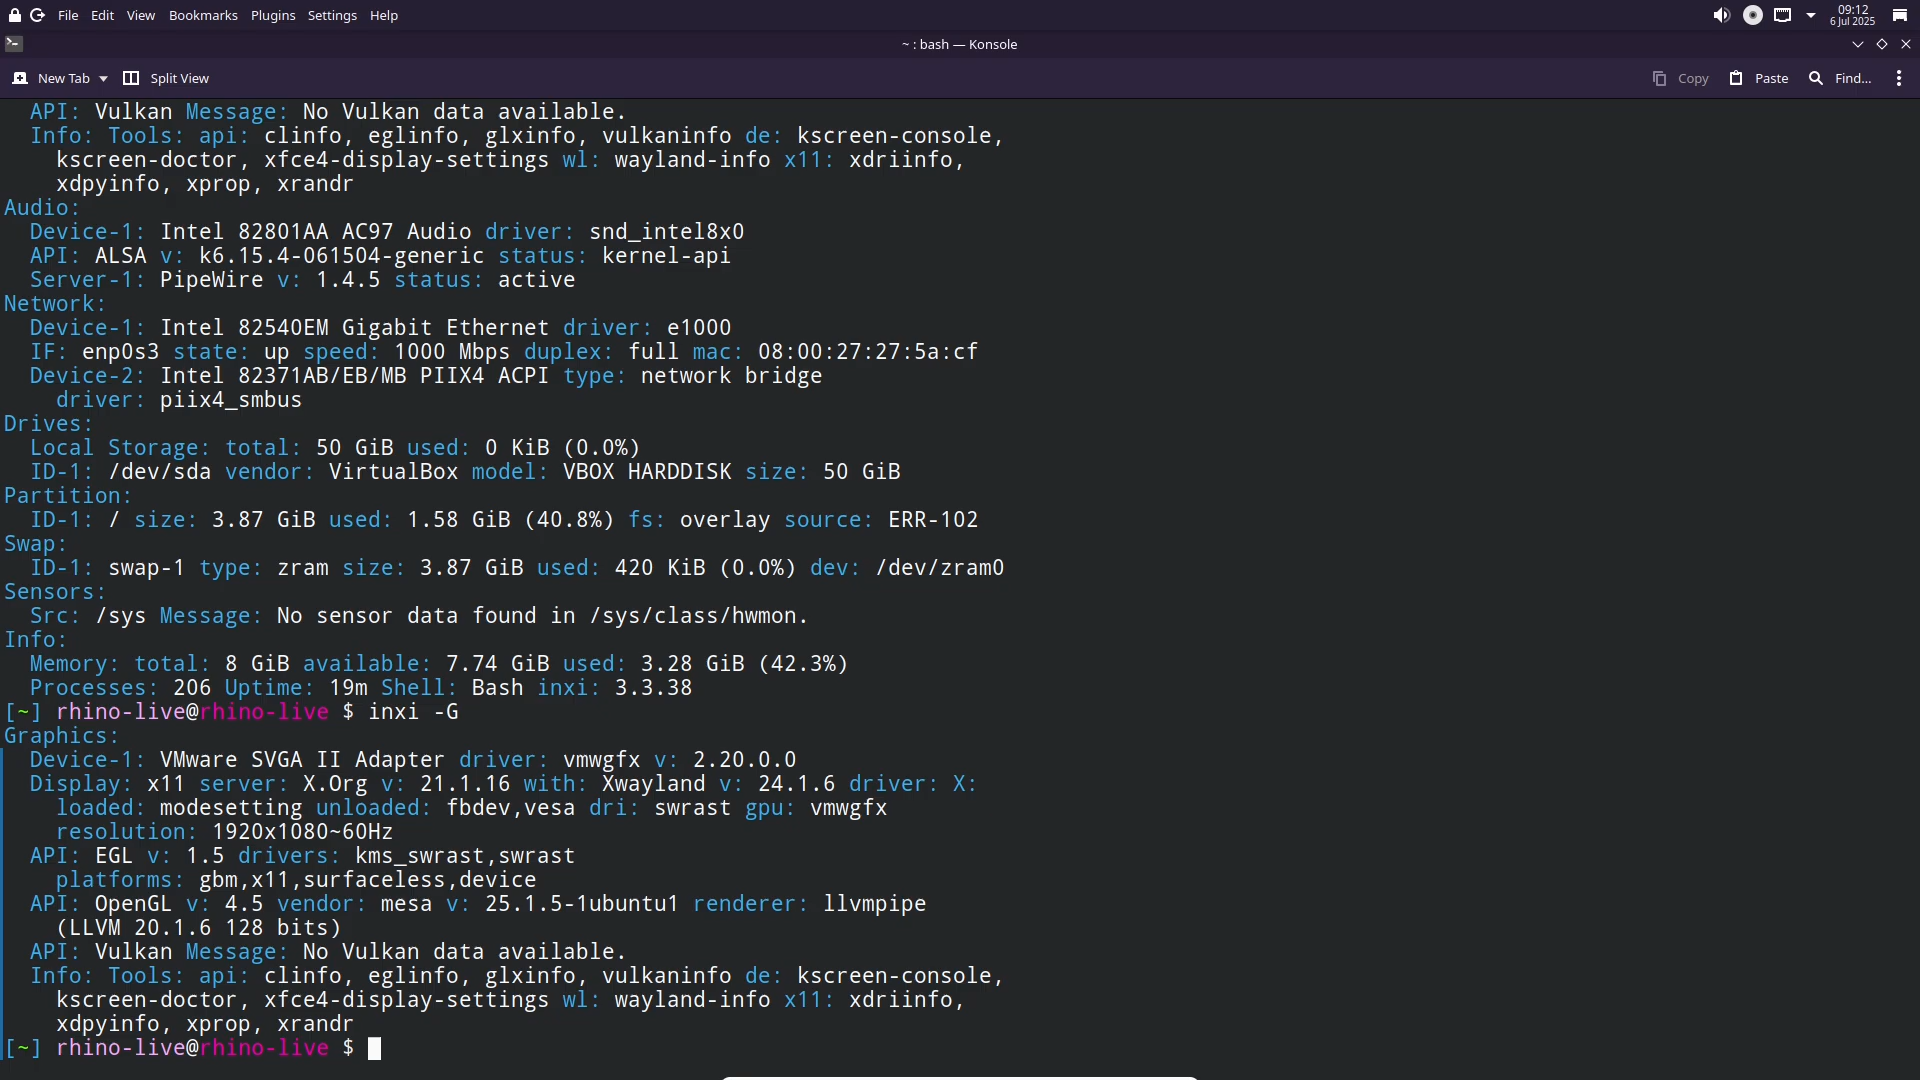 File Edit View Bookmarks Plugins Settings Help
09:12
6 Jul 2025
~ : bash — Konsole
New Tab Split View Copy Paste Find...
API: Vulkan Message: No Vulkan data available.
Info: Tools: api: clinfo, eglinfo, glxinfo, vulkaninfo de: kscreen-console,
kscreen-doctor, xfce4-display-settings wl: wayland-info x11: xdriinfo,
xdpyinfo, xprop, xrandr
Audio:
Device-1: Intel 82801AA AC97 Audio driver: snd_intel8x0
API: ALSA v: k6.15.4-061504-generic status: kernel-api
Server-1: PipeWire v: 1.4.5 status: active
Network:
Device-1: Intel 82540EM Gigabit Ethernet driver: e1000
IF: enp0s3 state: up speed: 1000 Mbps duplex: full mac: 08:00:27:27:5a:cf
Device-2: Intel 82371AB/EB/MB PIIX4 ACPI type: network bridge
driver: piix4_smbus
Drives:
Local Storage: total: 50 GiB used: 0 KiB (0.0%)
ID-1: /dev/sda vendor: VirtualBox model: VBOX HARDDISK size: 50 GiB
Partition:
ID-1: / size: 3.87 GiB used: 1.58 GiB (40.8%) fs: overlay source: ERR-102
Swap:
ID-1: swap-1 type: zram size: 3.87 GiB used: 420 KiB (0.0%) dev: /dev/zram0
Sensors:
Src: /sys Message: No sensor data found in /sys/class/hwmon.
Info:
Memory: total: 8 GiB available: 7.74 GiB used: 3.28 GiB (42.3%)
Processes: 206 Uptime: 19m Shell: Bash inxi: 3.3.38
[~] rhino-live@rhino-live $ inxi -G
Graphics:
Device-1: VMware SVGA II Adapter driver: vmwgfx v: 2.20.0.0
Display: x11 server: X.Org v: 21.1.16 with: Xwayland v: 24.1.6 driver: X:
loaded: modesetting unloaded: fbdev,vesa dri: swrast gpu: vmwgfx
resolution: 1920x1080~60Hz
API: EGL v: 1.5 drivers: kms_swrast,swrast
platforms: gbm,x11,surfaceless,device
API: OpenGL v: 4.5 vendor: mesa v: 25.1.5-1ubuntu1 renderer: llvmpipe
(LLVM 20.1.6 128 bits)
API: Vulkan Message: No Vulkan data available.
Info: Tools: api: clinfo, eglinfo, glxinfo, vulkaninfo de: kscreen-console,
kscreen-doctor, xfce4-display-settings wl: wayland-info x11: xdriinfo,
xdpyinfo, xprop, xrandr
[~] rhino-live@rhino-live $